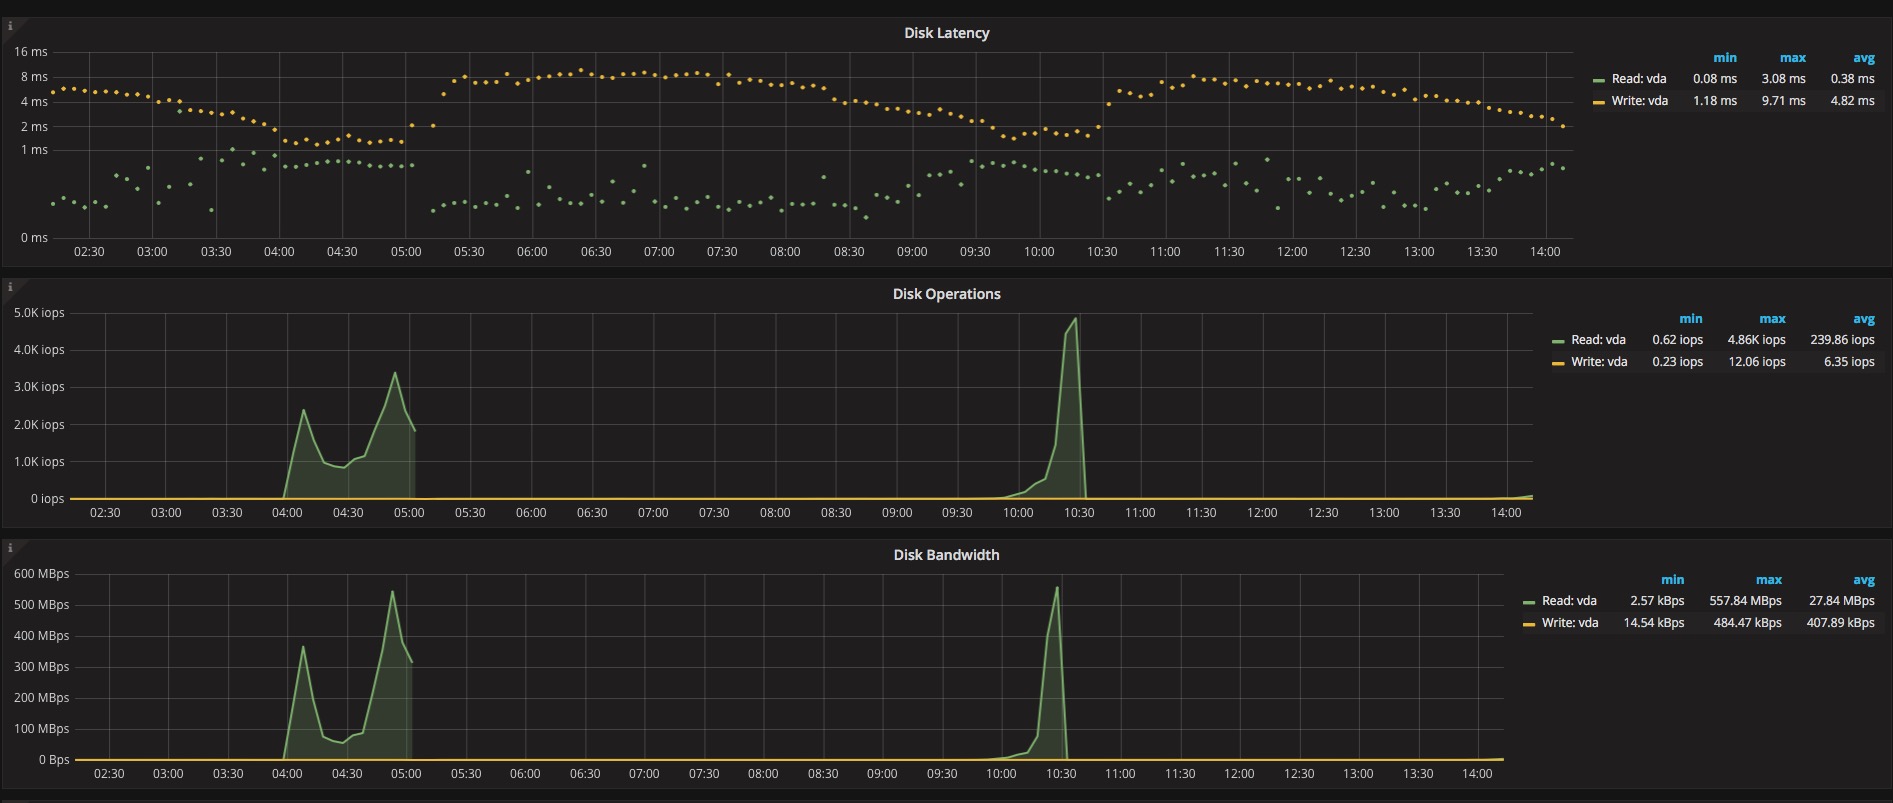 Disk Latency
16 ms
8 ms
4 ms
2 ms
1 ms
0 ms
02:30 03:00 03:30 04:00 04:30 05:00 05:30 06:00 06:30 07:00 07:30 08:00 08:30 09:00 09:30 10:00 10:30 11:00 11:30 12:00 12:30 13:00 13:30 14:00
min max avg
Read: vda 0.08 ms 3.08 ms 0.38 ms
Write: vda 1.18 ms 9.71 ms 4.82 ms
Disk Operations
5.0K iops
4.0K iops
3.0K iops
2.0K iops
1.0K iops
0 iops
02:30 03:00 03:30 04:00 04:30 05:00 05:30 06:00 06:30 07:00 07:30 08:00 08:30 09:00 09:30 10:00 10:30 11:00 11:30 12:00 12:30 13:00 13:30 14:00
min max avg
Read: vda 0.62 iops 4.86K iops 239.86 iops
Write: vda 0.23 iops 12.06 iops 6.35 iops
Disk Bandwidth
600 MBps
500 MBps
400 MBps
300 MBps
200 MBps
100 MBps
0 Bps
02:30 03:00 03:30 04:00 04:30 05:00 05:30 06:00 06:30 07:00 07:30 08:00 08:30 09:00 09:30 10:00 10:30 11:00 11:30 12:00 12:30 13:00 13:30 14:00
min max avg
Read: vda 2.57 kBps 557.84 MBps 27.84 MBps
Write: vda 14.54 kBps 484.47 kBps 407.89 kBps